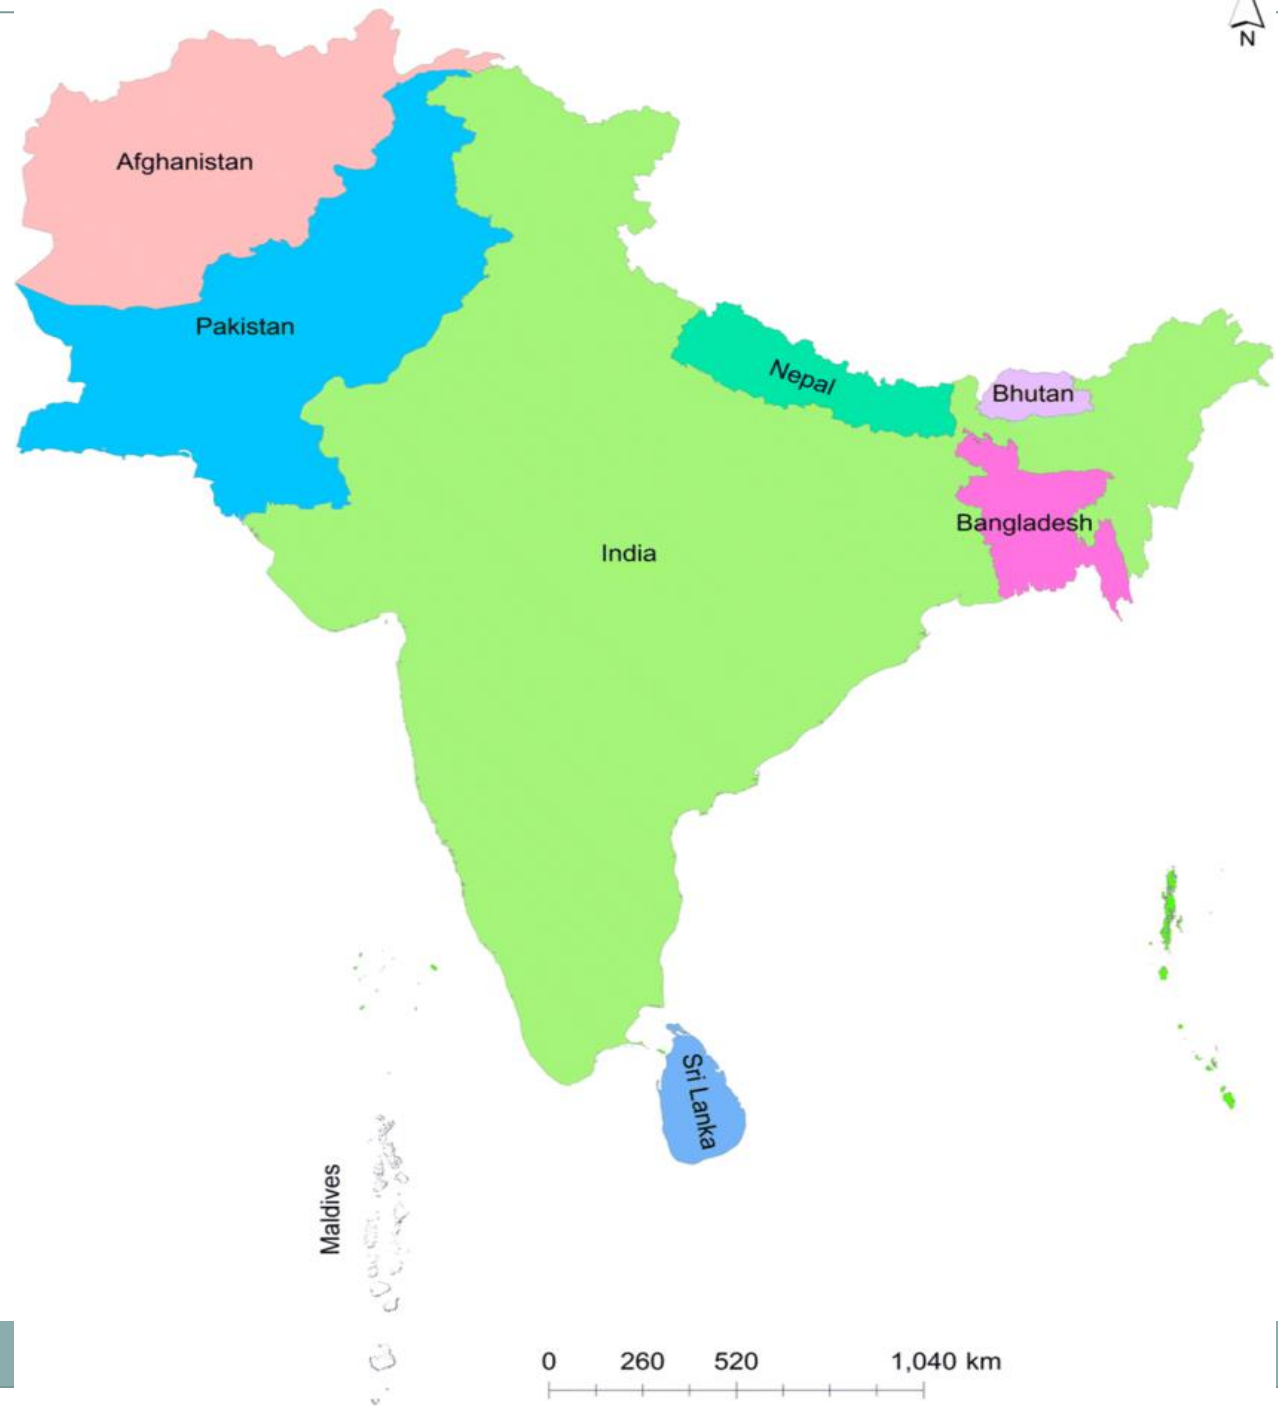 N
Afghanistan
Pakistan
Nepal
Bhutan
Bangladesh
India
Sri Lanka
Maldives
0 260 520 1,040 km